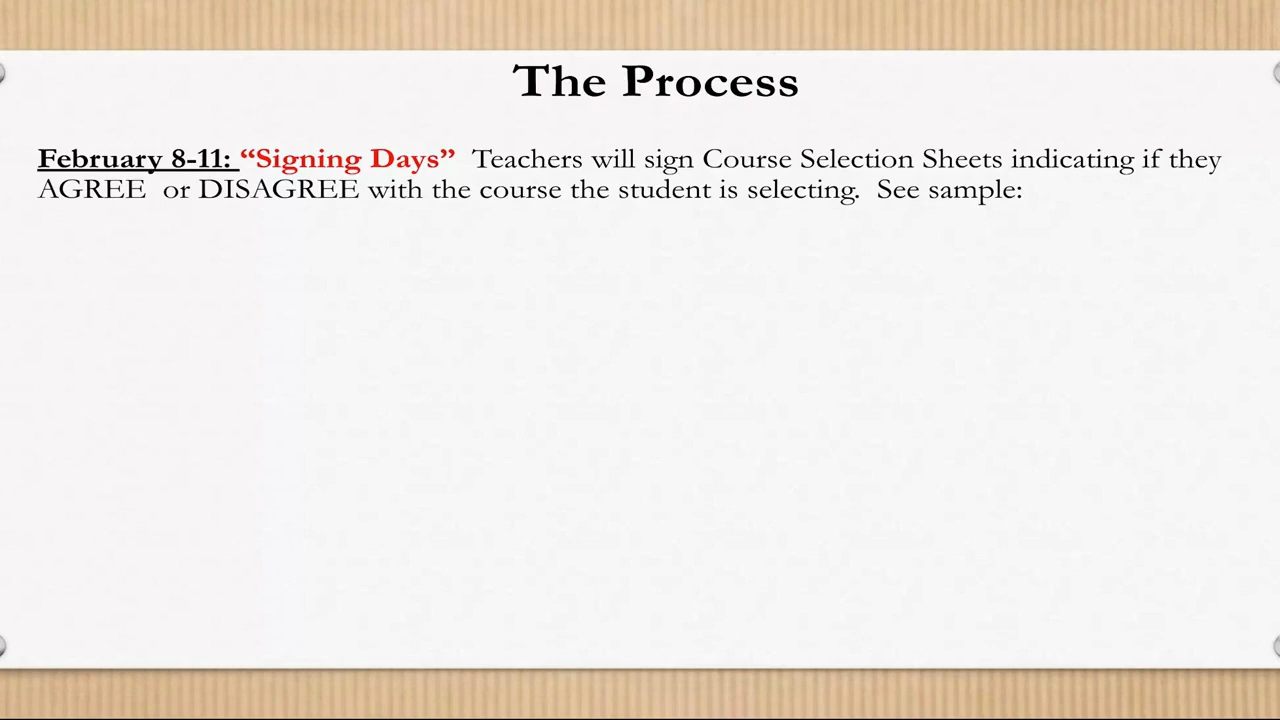 The Process
February 8-11: “Signing Days”  Teachers will sign Course Selection Sheets indicating if they
AGREE  or DISAGREE with the course the student is selecting.  See sample: